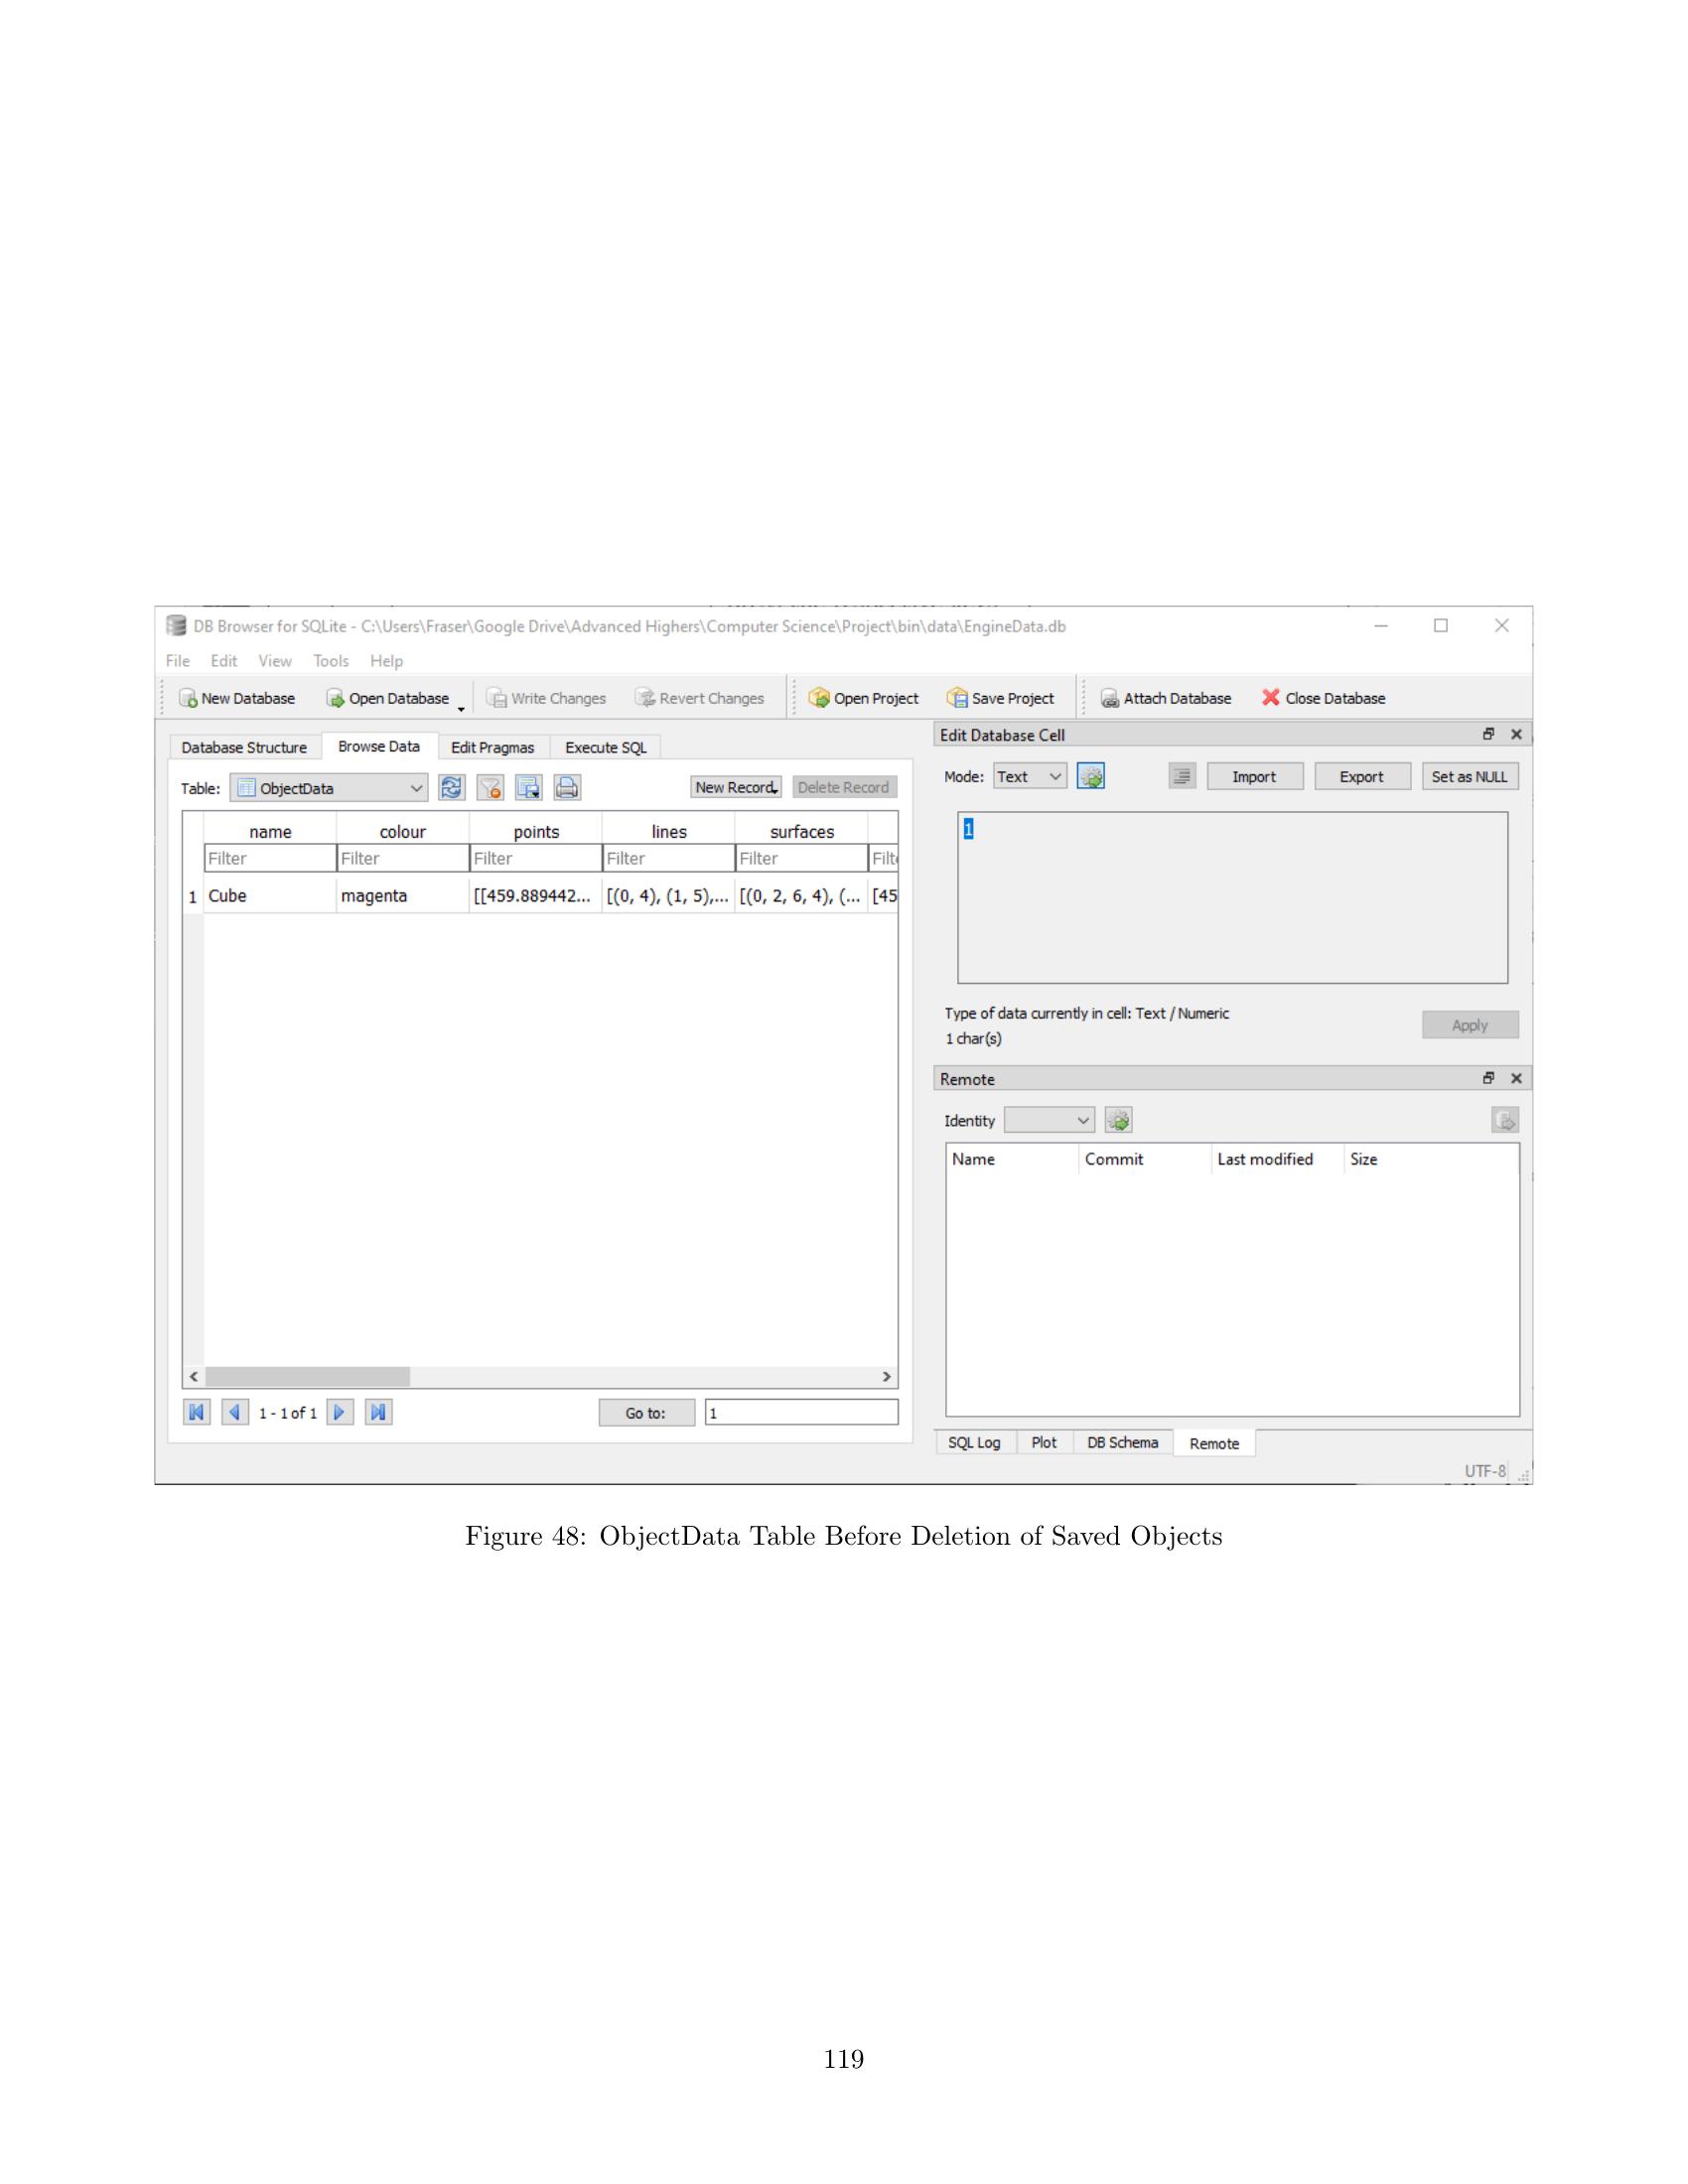 DB Browser for SQLite - C:\Users\Fraser\Google Drive\Advanced Highers\Computer Science\Project\bin\data\EngineData.db
File Edit View Tools Help
New Database Open Database Write Changes Revert Changes Open Project Save Project Attach Database Close Database
Database Structure Browse Data Edit Pragmas Execute SQL
Table: ObjectData New Record Delete Record
name colour points lines surfaces
Filter Filter Filter Filter Filter Filt
1 Cube magenta [[459.889442... [(0, 4), (1, 5),... [(0, 2, 6, 4), (... [45
1 - 1 of 1 Go to: 1
Edit Database Cell
Mode: Text Import Export Set as NULL
1
Type of data currently in cell: Text / Numeric
1 char(s)
Apply
Remote
Identity
Name Commit Last modified Size
SQL Log Plot DB Schema Remote
UTF-8
Figure 48: ObjectData Table Before Deletion of Saved Objects
119